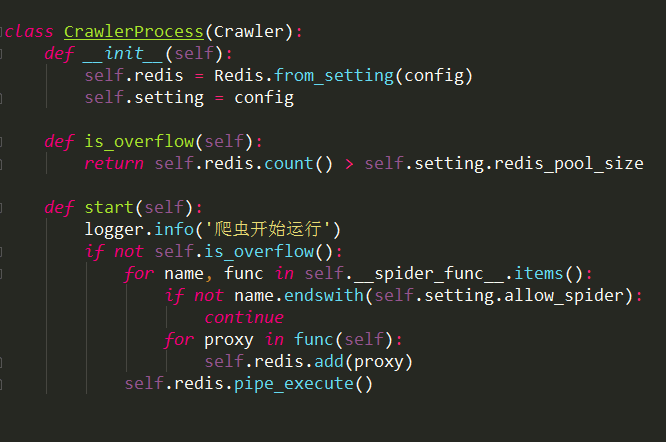 class CrawlerProcess(Crawler):
    def __init__(self):
        self.redis = Redis.from_setting(config)
        self.setting = config

    def is_overflow(self):
        return self.redis.count() > self.setting.redis_pool_size

    def start(self):
        logger.info('爬虫开始运行')
        if not self.is_overflow():
            for name, func in self.__spider_func__.items():
                if not name.endswith(self.setting.allow_spider):
                    continue
                for proxy in func(self):
                    self.redis.add(proxy)
            self.redis.pipe_execute()